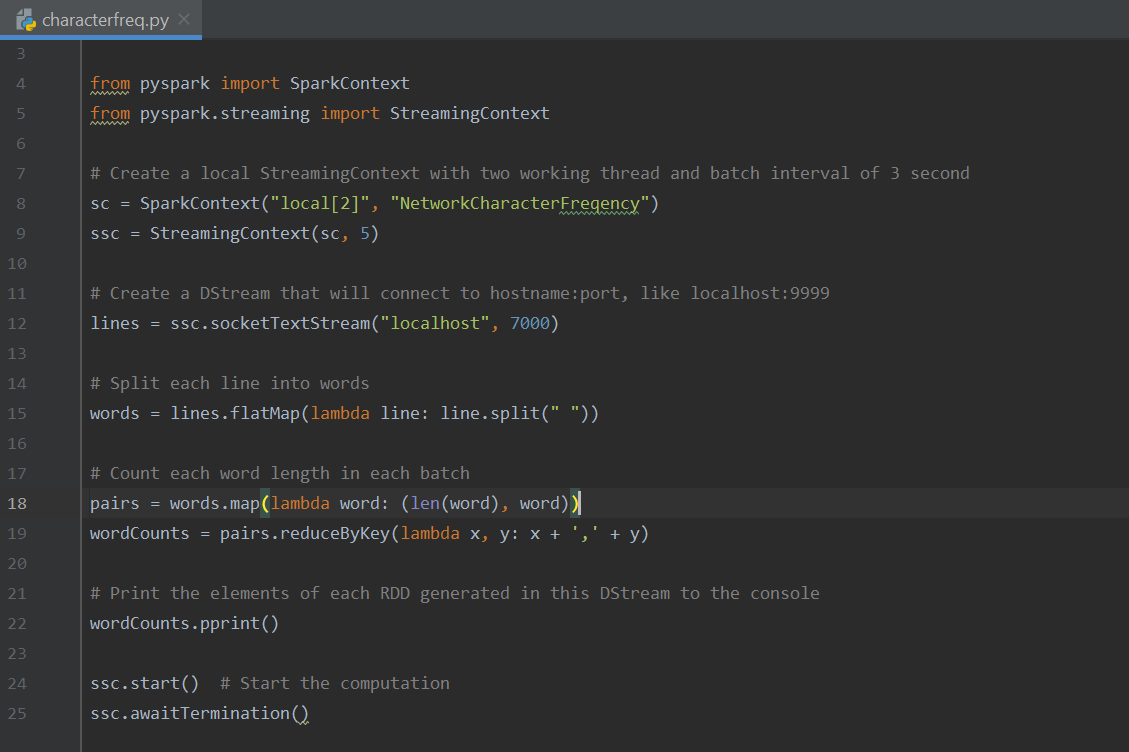 characterfreq.py
3
4 from pyspark import SparkContext
5 from pyspark.streaming import StreamingContext
6
7 # Create a local StreamingContext with two working thread and batch interval of 3 second
8 sc = SparkContext("local[2]", "NetworkCharacterFreqency")
9 ssc = StreamingContext(sc, 5)
10
11 # Create a DStream that will connect to hostname:port, like localhost:9999
12 lines = ssc.socketTextStream("localhost", 7000)
13
14 # Split each line into words
15 words = lines.flatMap(lambda line: line.split(" "))
16
17 # Count each word length in each batch
18 pairs = words.map(lambda word: (len(word), word))
19 wordCounts = pairs.reduceByKey(lambda x, y: x + ',' + y)
20
21 # Print the elements of each RDD generated in this DStream to the console
22 wordCounts.pprint()
23
24 ssc.start()  # Start the computation
25 ssc.awaitTermination()